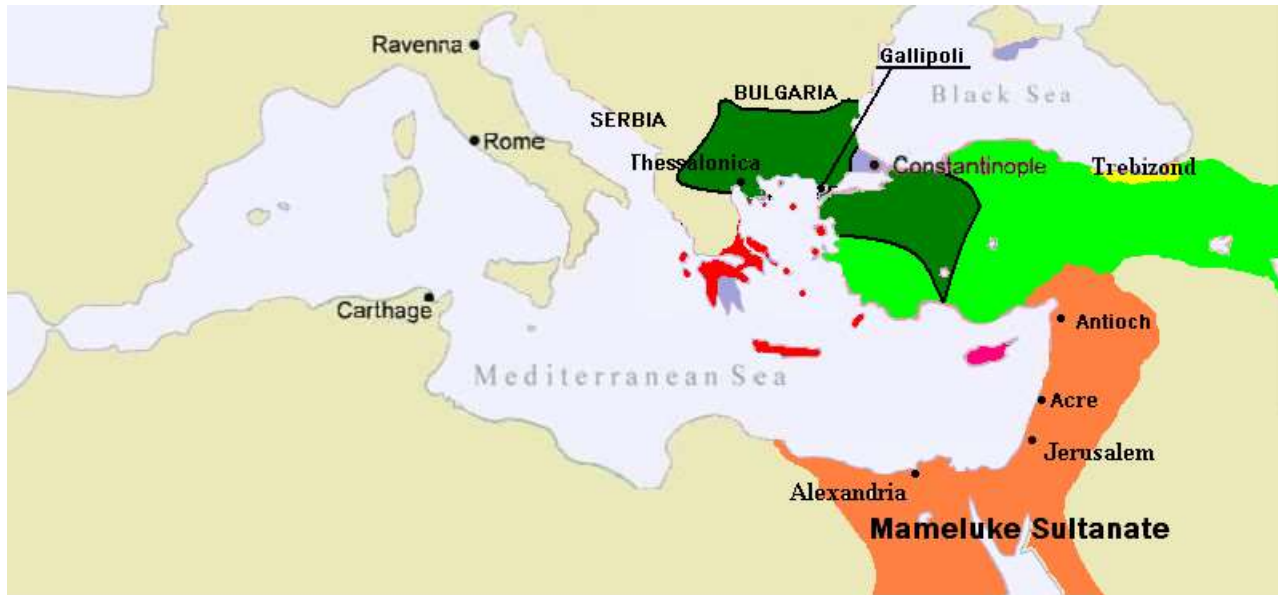 Ravenna
Gallipoli
BULGARIA
Black Sea
SERBIA
Rome
Thessalonica
Constantinople
Trebizond
Carthage
Antioch
Mediterranean Sea
Acre
Jerusalem
Alexandria
Mameluke Sultanate